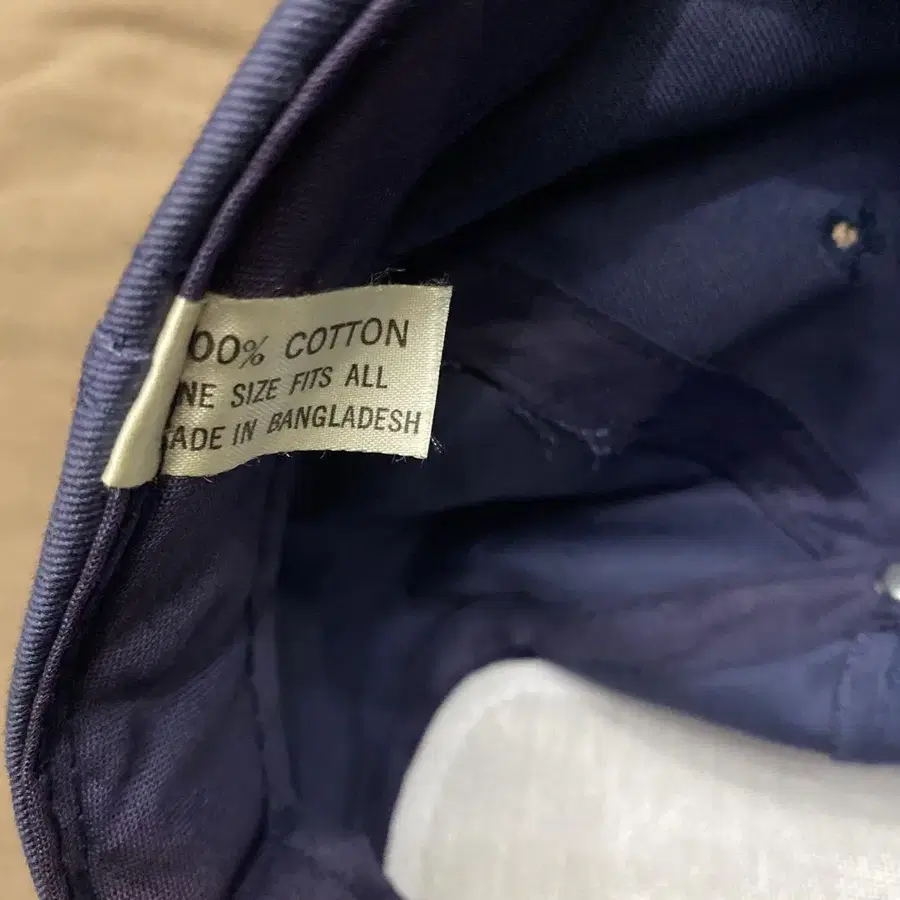 00% COTTON
NE SIZE FITS ALL
ADE IN BANGLADESH